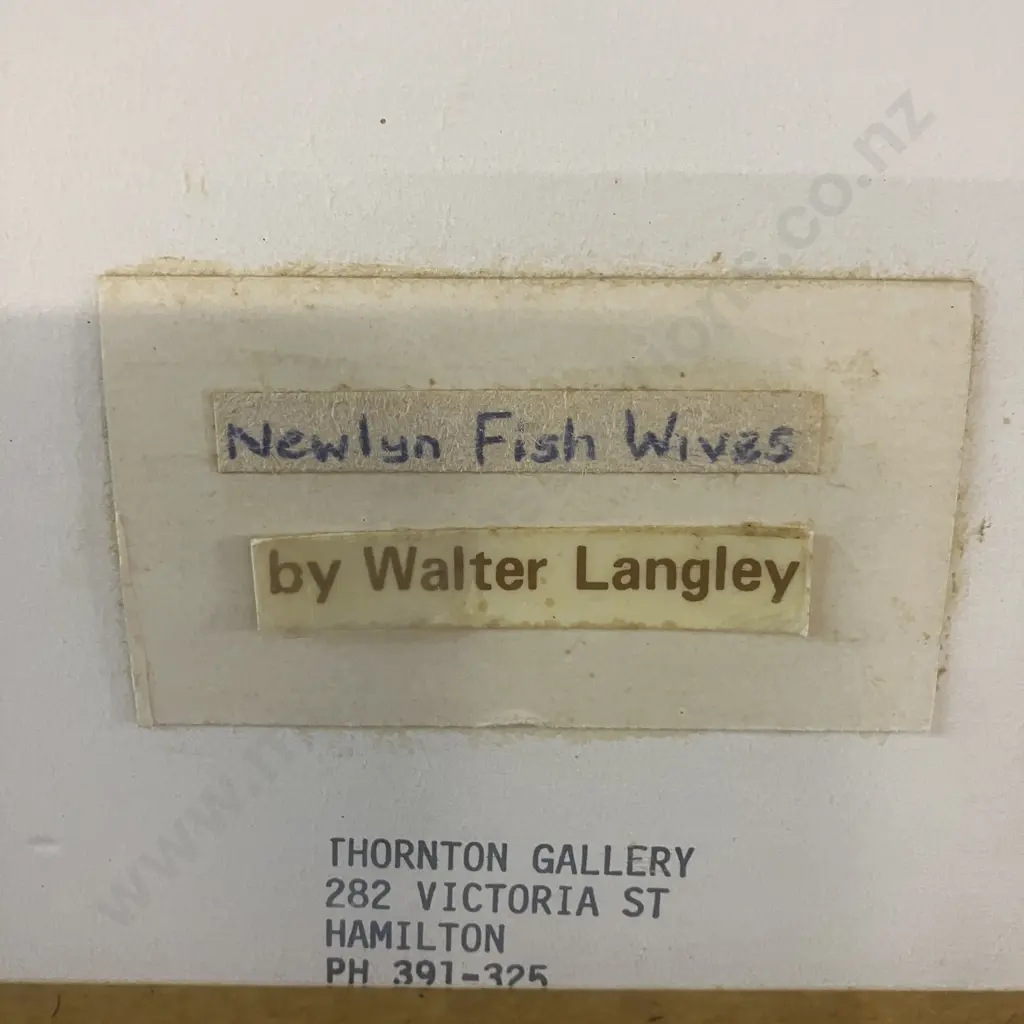 Newlyn Fish Wives
by Walter Langley
THORNTON GALLERY
282 VICTORIA ST
HAMILTON
PH 391-325